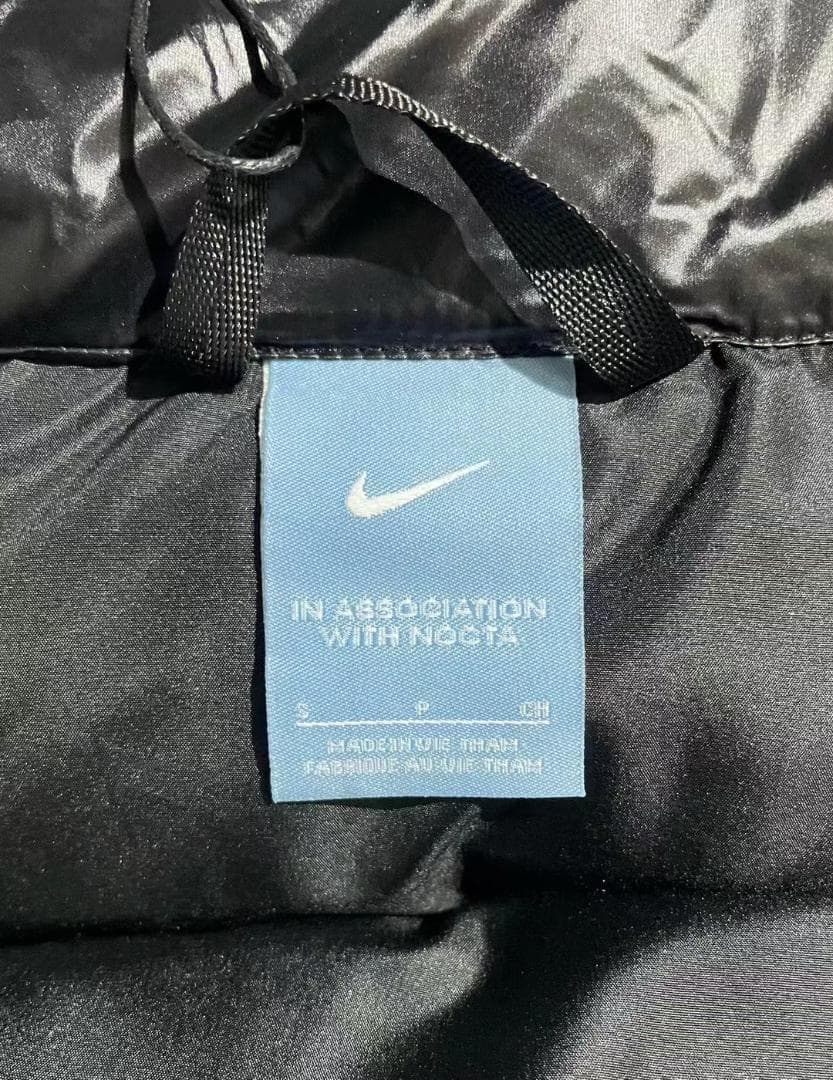 IN ASSOCIATION
WITH NOCTA
S P CH
MADE IN VIE THAM
FABRIQUE AU VIE THAM